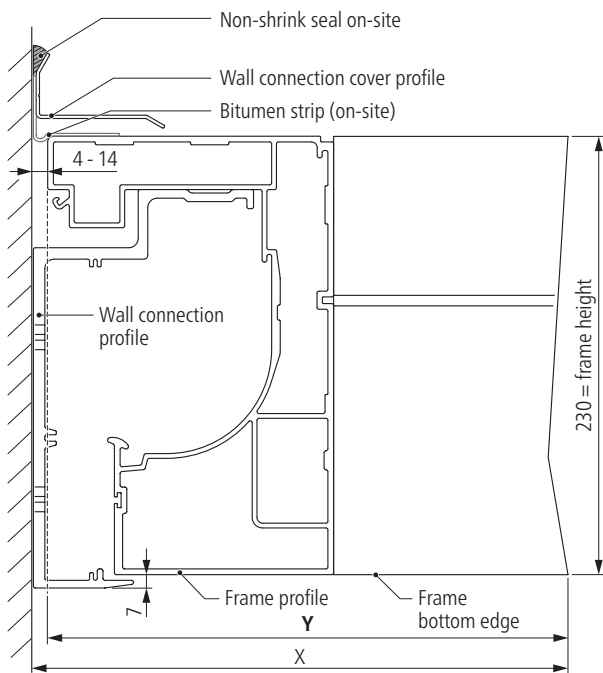 Non-shrink seal on-site
Wall connection cover profile
Bitumen strip (on-site)
4 - 14
Wall connection
profile
230 = frame height
7
Frame profile
Frame
bottom edge
Y
X